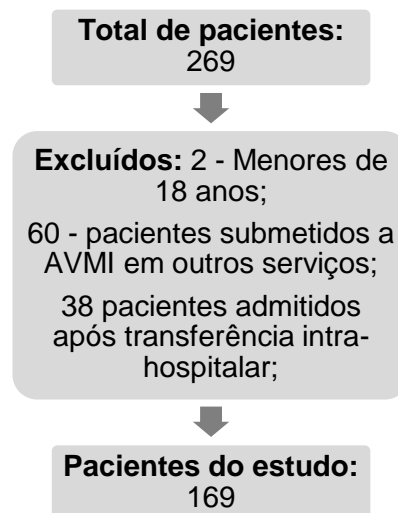 Total de pacientes:
269
Excluídos: 2 - Menores de
18 anos;
60 - pacientes submetidos a
AVMI em outros serviços;
38 pacientes admitidos
após transferência intra-
hospitalar;
Pacientes do estudo:
169